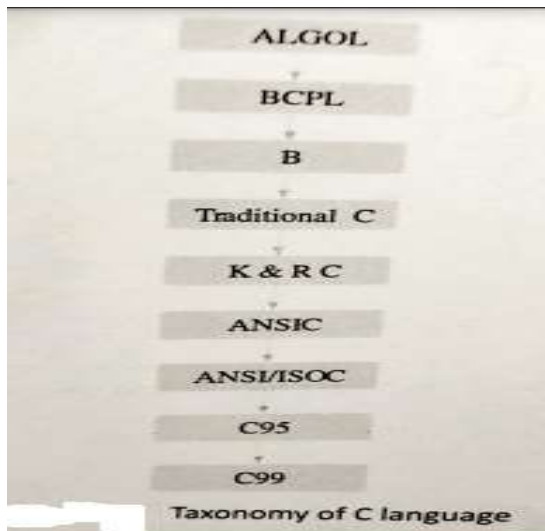 ALGOL
BCPL
B
Traditional C
K & R C
ANSIC
ANSI/ISOC
C95
C99
Taxonomy of C language